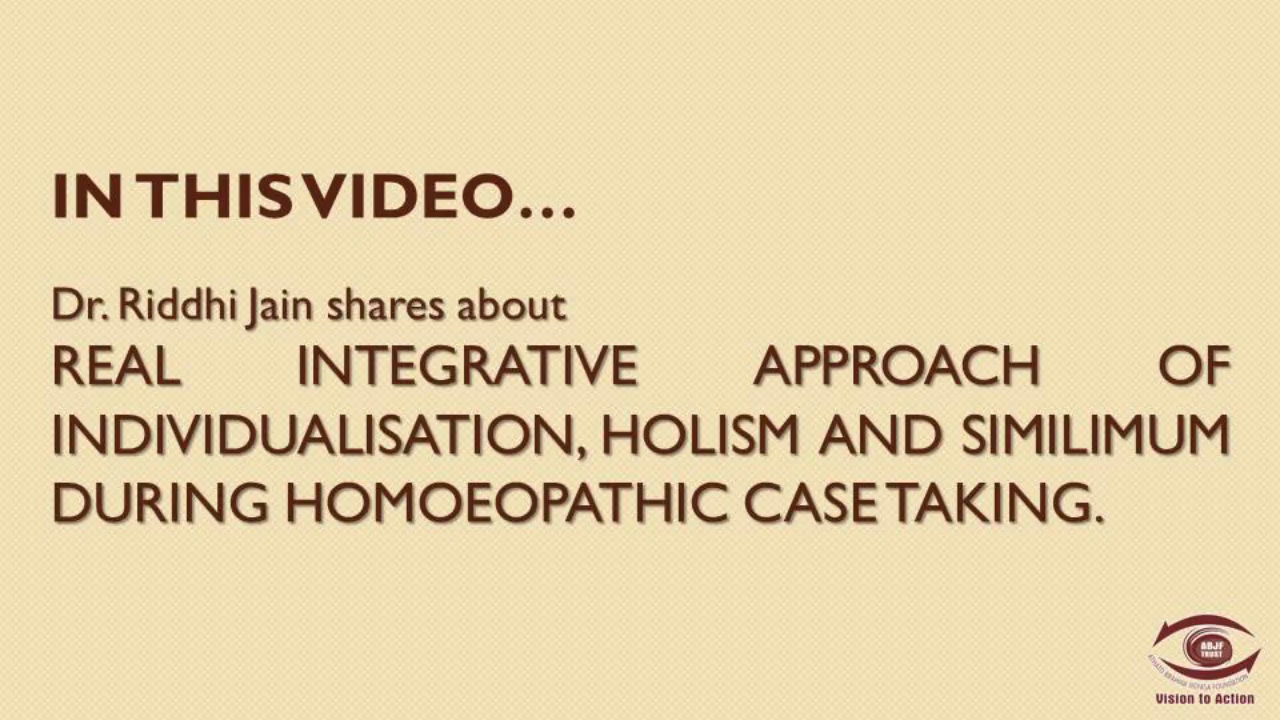 IN THIS VIDEO...
Dr. Riddhi Jain shares about
REAL INTEGRATIVE APPROACH OF
INDIVIDUALISATION, HOLISM AND SIMILIMUM
DURING HOMOEOPATHIC CASE TAKING.
ABJF
TRUST
Vision to Action